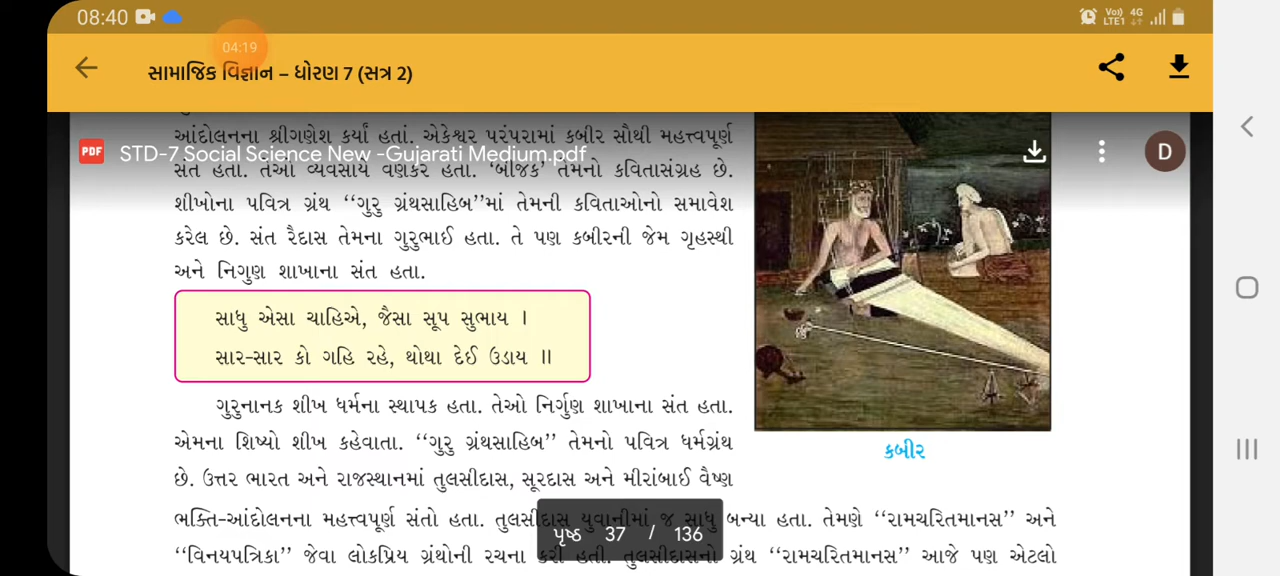 08:40
Vo)) 4G
LTE1
04:19
સામાજિક વિજ્ઞાન – ધોરણ 7 (સત્ર 2)
આંદોલનના શ્રીગણેશ કર્યાં હતાં. એકેશ્વર પરંપરામાં કબીર સૌથી મહત્ત્વપૂર્ણ
PDF STD-7 Social Science New -Gujarati Medium.pdf D
સંત હતા. તેઓ વ્યવસાયે વણકર હતા. ‘બીજક’ તેમનો કવિતાસંગ્રહ છે.
શીખોના પવિત્ર ગ્રંથ “ગુરુ ગ્રંથસાહિબ”માં તેમની કવિતાઓનો સમાવેશ
કરેલ છે. સંત રૈદાસ તેમના ગુરુભાઈ હતા. તે પણ કબીરની જેમ ગૃહસ્થી
અને નિગુણ શાખાના સંત હતા.
સાધુ એસા ચાહિએ, જૈસા સૂપ સુભાય ।
સાર-સાર કો ગહિ રહે, થોથા દેઈ ઉડાય ॥
ગુરુનાનક શીખ ધર્મના સ્થાપક હતા. તેઓ નિર્ગુણ શાખાના સંત હતા.
એમના શિષ્યો શીખ કહેવાતા. “ગુરુ ગ્રંથસાહિબ” તેમનો પવિત્ર ધર્મગ્રંથ
છે. ઉત્તર ભારત અને રાજસ્થાનમાં તુલસીદાસ, સૂરદાસ અને મીરાંબાઈ વૈષ્ણ
કબીર
ભક્તિ-આંદોલનના મહત્ત્વપૂર્ણ સંતો હતા. તુલસીદાસ યુવાનીમાં જ સાધુ બન્યા હતા. તેમણે “રામચરિતમાનસ” અને
પૃષ્ઠ 37 / 136
“વિનયપત્રિકા” જેવા લોકપ્રિય ગ્રંથોની રચના કરી હતી. તુલસીદાસનો ગ્રંથ “રામચરિતમાનસ” આજે પણ એટલો